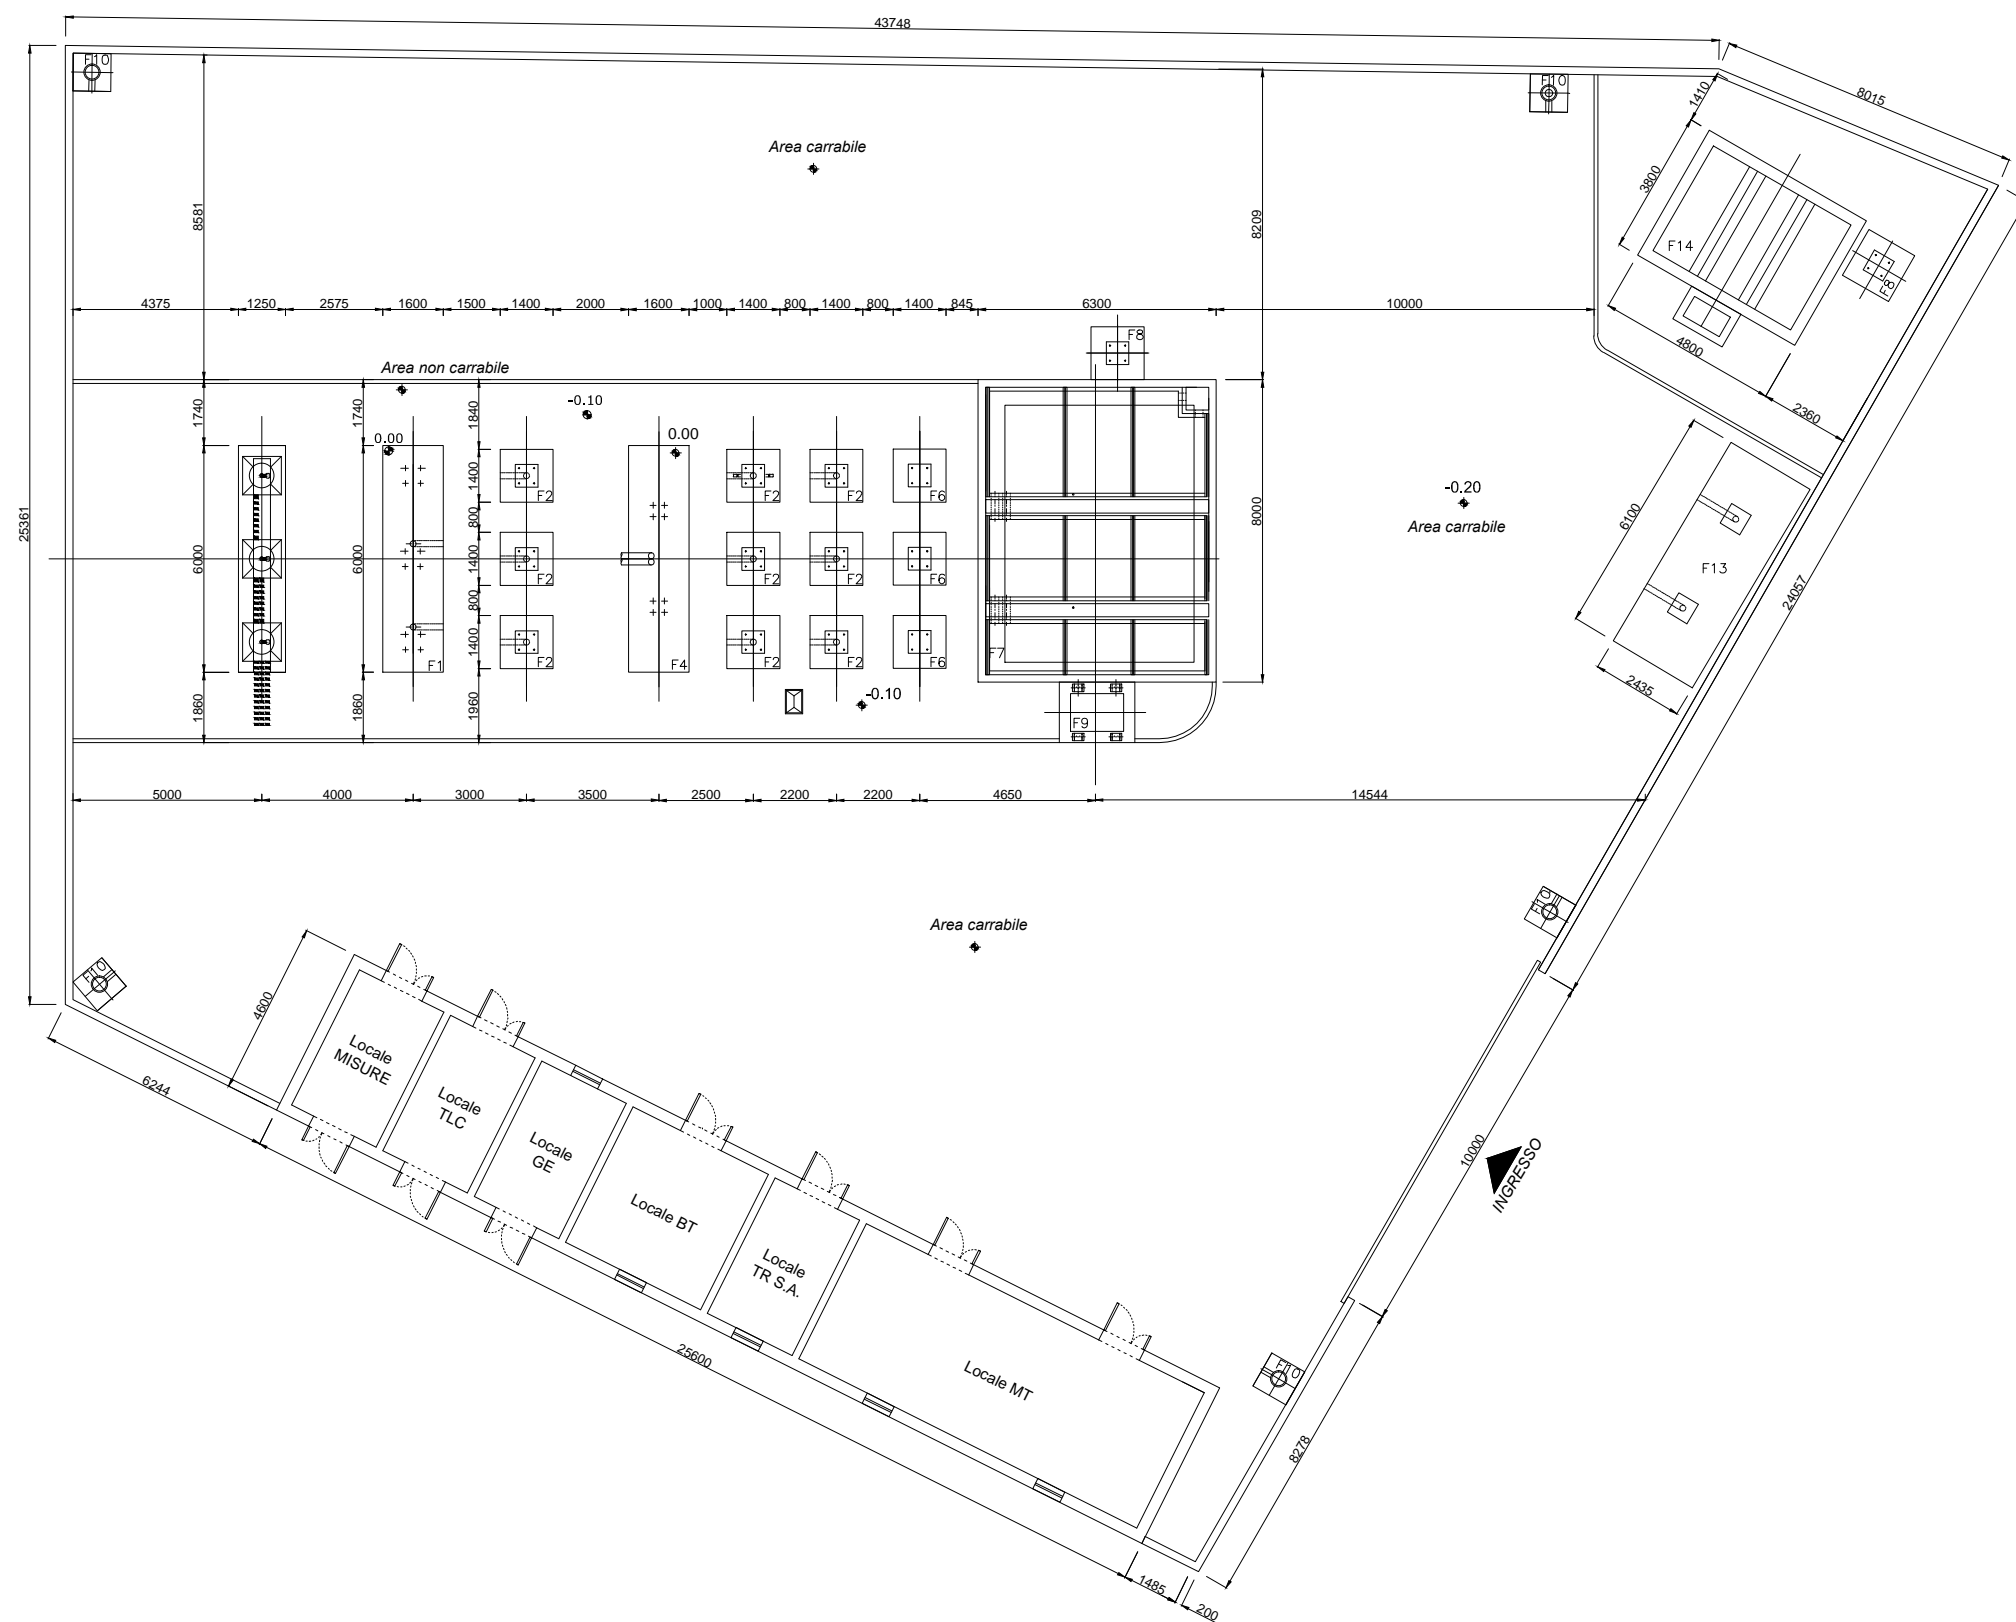 43748
F10
F10
8015
1410
Area carrabile
3800
8581
8209
F14
F8
4375 1250 2575 1600 1500 1400 2000 1600 1000 1400 800 1400 800 1400 845 6300 10000
F8
4800
Area non carrabile
2360
1740 1740 1840
-0.10
0.00
0.00
1400
F2 F2 F2 F6
-0.20
Area carrabile
8000
6100
25361
800
6000 6000 1400
F13
F2 F2 F2 F6
24057
800
1400
F7
F1 F2 F4 F2 F2 F6
2435
1860 1860 1960
-0.10
F9
5000 4000 3000 3500 2500 2200 2200 4650 14544
F10
Area carrabile
F10
4600
Locale
MISURE
6244
Locale
TLC
Locale
GE
10000
INGRESSO
Locale BT
Locale
TR S.A.
25600
Locale MT
F10
8278
1485
200